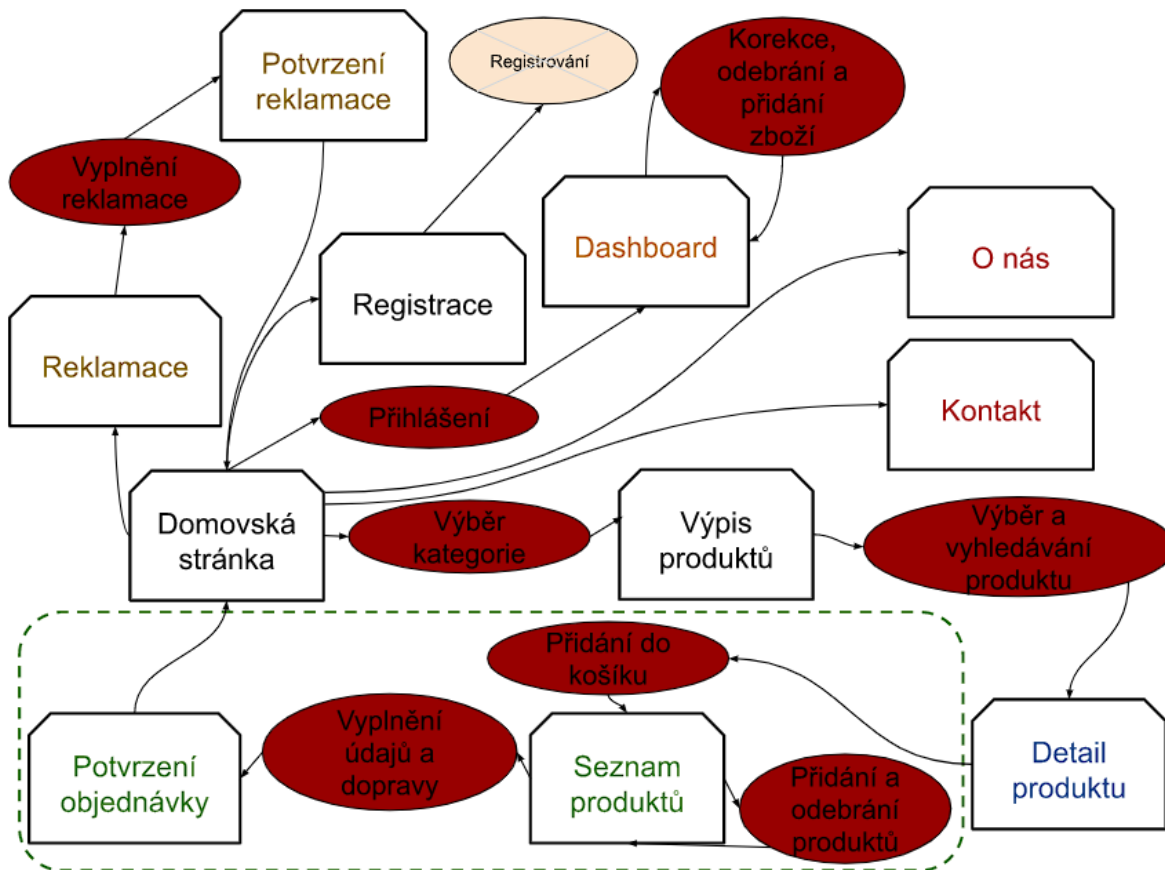 Potvrzení
reklamace
Registrování
Korekce,
odebrání a
přidání
zboží
Vyplnění
reklamace
Dashboard
O nás
Registrace
Reklamace
Přihlášení
Kontakt
Domovská
stránka
Výběr
kategorie
Výpis
produktů
Výběr a
vyhledávání
produktu
Přidání do
košíku
Potvrzení
objednávky
Vyplnění
údajů a
dopravy
Seznam
produktů
Přidání a
odebrání
produktů
Detail
produktu